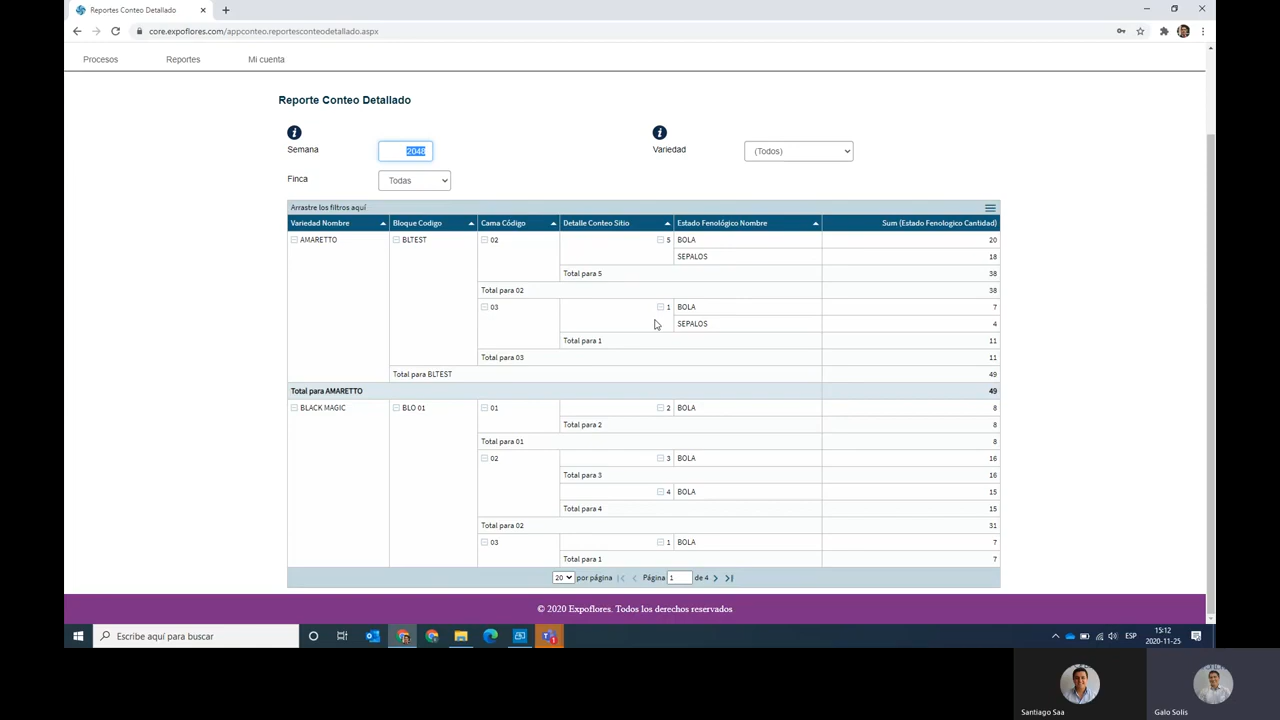 Reportes Conteo Detallado
core.expoflores.com/appconteo.reportesconteodetallado.aspx
Procesos Reportes Mi cuenta
Reporte Conteo Detallado
Semana 2048 Variedad (Todos)
Finca Todas
Arrastre los filtros aquí
Variedad Nombre Bloque Codigo Cama Código Detalle Conteo Sitio Estado Fenológico Nombre Sum (Estado Fenologico Cantidad)
AMARETTO BLTEST 02 5 BOLA 20
SEPALOS 18
Total para 5 38
Total para 02 38
03 1 BOLA 7
SEPALOS 4
Total para 1 11
Total para 03 11
Total para BLTEST 49
Total para AMARETTO 49
BLACK MAGIC BLO 01 01 2 BOLA 8
Total para 2 8
Total para 01 8
02 3 BOLA 16
Total para 3 16
4 BOLA 15
Total para 4 15
Total para 02 31
03 1 BOLA 7
Total para 1 7
20 por página Página 1 de 4
© 2020 Expoflores. Todos los derechos reservados
Escribe aquí para buscar
ESP
15:12
2020-11-25
Santiago Saa Galo Solis